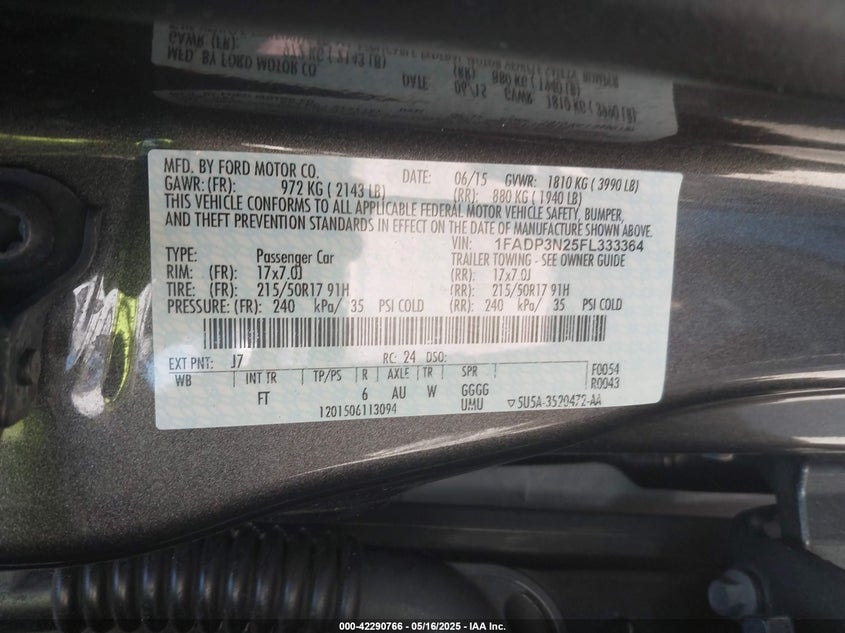 MFD. BY FORD MOTOR CO. DATE: 06/15 GVWR: 1810 KG ( 3990 LB)
GAWR: (FR): 972 KG ( 2143 LB) (RR): 880 KG ( 1940 LB)
THIS VEHICLE CONFORMS TO ALL APPLICABLE FEDERAL MOTOR VEHICLE SAFETY, BUMPER,
AND THEFT PREVENTION STANDARDS IN EFFECT ON THE DATE OF MANUFACTURE SHOWN ABOVE.
VIN: 1FADP3N25FL333364
TYPE: Passenger Car TRAILER TOWING - SEE OWNER GUIDE
RIM: (FR): 17x7.0J (RR): 17x7.0J
TIRE: (FR): 215/50R17 91H (RR): 215/50R17 91H
PRESSURE: (FR): 240 kPa/ 35 PSI COLD (RR): 240 kPa/ 35 PSI COLD
EXT PNT: J7 RC: 24 DSO:
WB INT TR TP/PS R AXLE TR SPR F0054
FT 6 AU W GGGG R0043
1201506113094 UMU ▽5U5A-3520472-AA
000-42290766 - 05/16/2025 - IAA Inc.